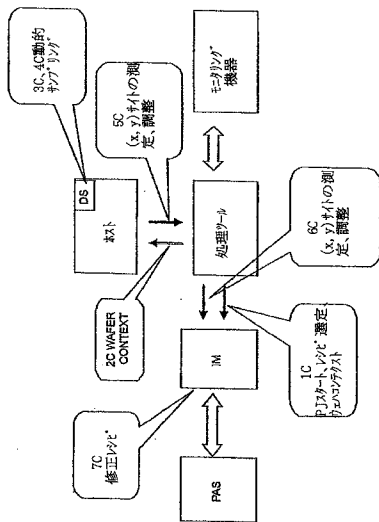 3C、4C動的
サンプリング
DS
ホスト
5C
(x, y)サイトの測
定、調整
2C WAFER
CONTEXT
モニタリング
機器
処理ツール
6C
(x, y)サイトの測
定、調整
IM
1C
PJスタート、レシピ選定、
ウェハコンテクスト
7C
修正レシピ
PAS